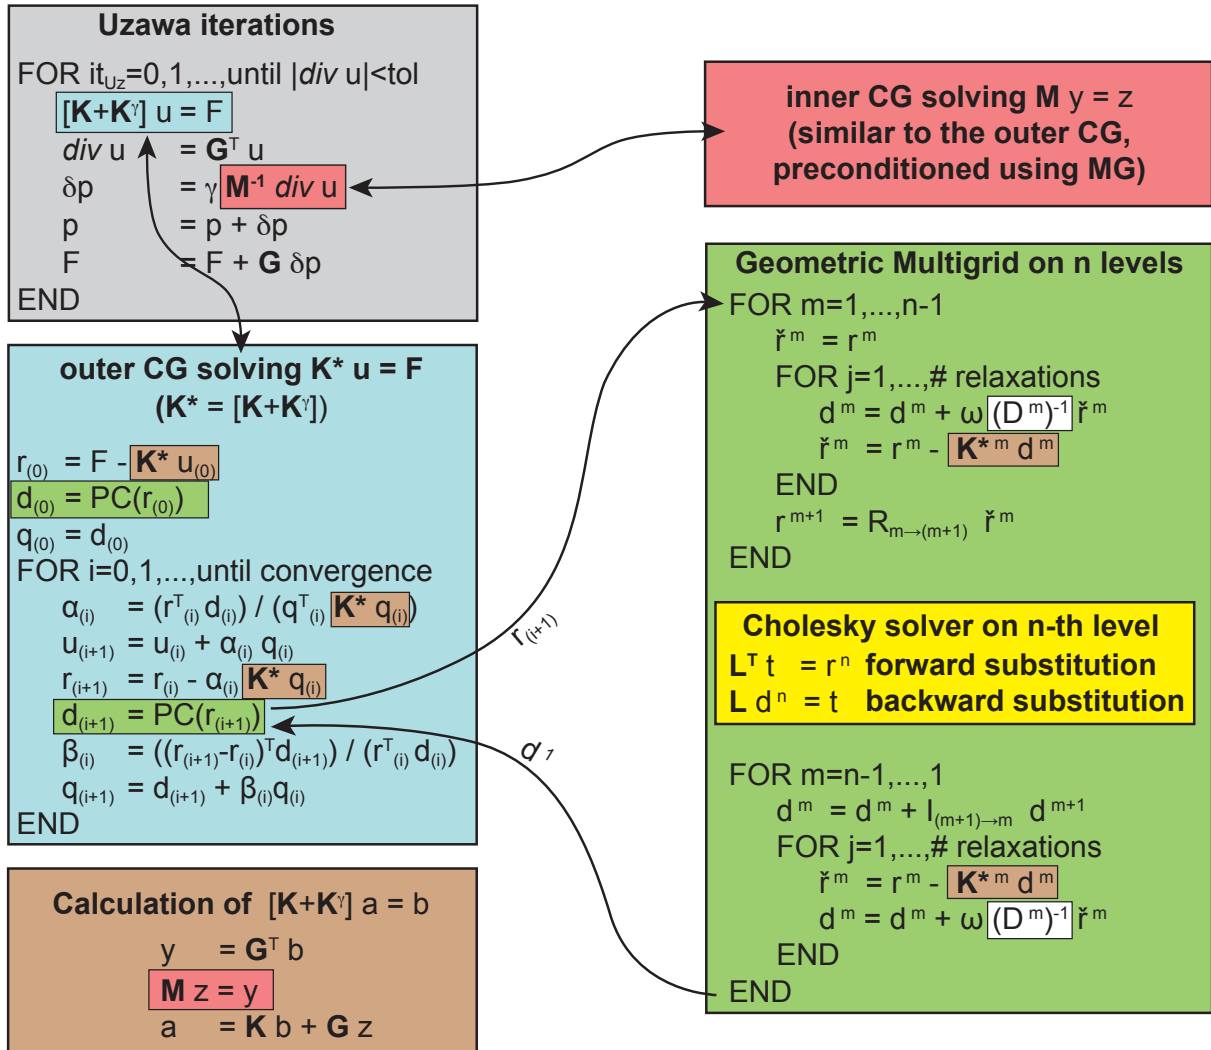 Uzawa iterations
FOR it_Uz=0,1,...,until |div u|<tol
[K+K^γ] u = F
div u = G^T u
δp = γ M^-1 div u
p = p + δp
F = F + G δp
END
outer CG solving K* u = F
(K* = [K+K^γ])
r_(0) = F - K* u_(0)
d_(0) = PC(r_(0))
q_(0) = d_(0)
FOR i=0,1,...,until convergence
α_(i) = (r^T_(i) d_(i)) / (q^T_(i) K* q_(i))
u_(i+1) = u_(i) + α_(i) q_(i)
r_(i+1) = r_(i) - α_(i) K* q_(i)
d_(i+1) = PC(r_(i+1))
β_(i) = ((r_(i+1)-r_(i))^T d_(i+1)) / (r^T_(i) d_(i))
q_(i+1) = d_(i+1) + β_(i)q_(i)
END
Calculation of [K+K^γ] a = b
y = G^T b
M z = y
a = K b + G z
r_(i+1)
d^1
inner CG solving M y = z
(similar to the outer CG,
preconditioned using MG)
Geometric Multigrid on n levels
FOR m=1,...,n-1
ř^m = r^m
FOR j=1,...,# relaxations
d^m = d^m + ω (D^m)^-1 ř^m
ř^m = r^m - K*^m d^m
END
r^m+1 = R_m→(m+1) ř^m
END
Cholesky solver on n-th level
L^T t = r^n forward substitution
L d^n = t backward substitution
FOR m=n-1,...,1
d^m = d^m + I_(m+1)→m d^m+1
FOR j=1,...,# relaxations
ř^m = r^m - K*^m d^m
d^m = d^m + ω (D^m)^-1 ř^m
END
END